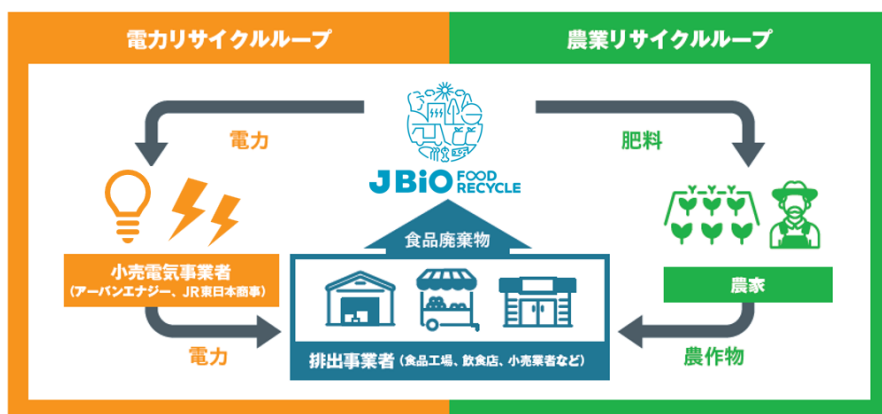 電力リサイクルループ
農業リサイクルループ
電力
肥料
JBiO FOOD RECYCLE
食品廃棄物
小売電気事業者
(アーバンエナジー、JR東日本商事)
農家
電力
排出事業者(食品工場、飲食店、小売業者など)
農作物